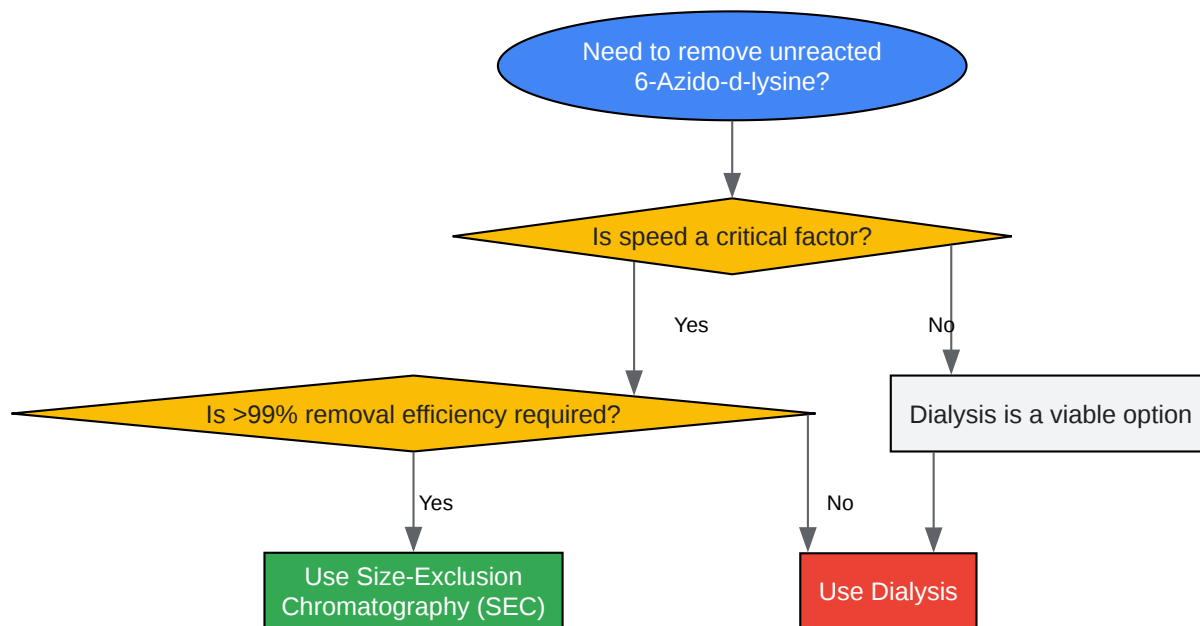 Need to remove unreacted
6-Azido-d-lysine?
Is speed a critical factor?
Yes
No
Is >99% removal efficiency required?
Dialysis is a viable option
Yes
No
Use Size-Exclusion
Chromatography (SEC)
Use Dialysis